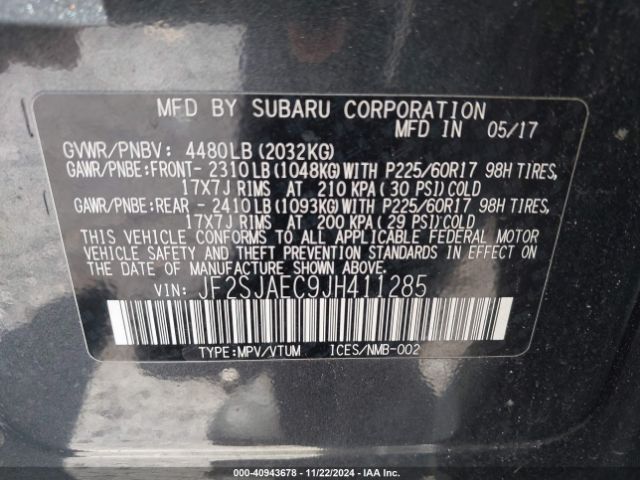 MFD BY SUBARU CORPORATION
MFD IN 05/17
GVWR/PNBV: 4480LB (2032KG)
GAWR/PNBE:FRONT- 2310LB (1048KG) WITH P225/60R17 98H TIRES,
17X7J RIMS AT 210 KPA (30 PSI) COLD
GAWR/PNBE:REAR - 2410LB (1093KG) WITH P225/60R17 98H TIRES,
17X7J RIMS AT 200 KPA (29 PSI) COLD
THIS VEHICLE CONFORMS TO ALL APPLICABLE FEDERAL MOTOR
VEHICLE SAFETY AND THEFT PREVENTION STANDARDS IN EFFECT
ON THE DATE OF MANUFACTURE SHOWN ABOVE.
VIN: JF2SJAEC9JH411285
TYPE:MPV/VTUM ICES/NMB-002
000-40943678 - 11/22/2024 - IAA Inc.